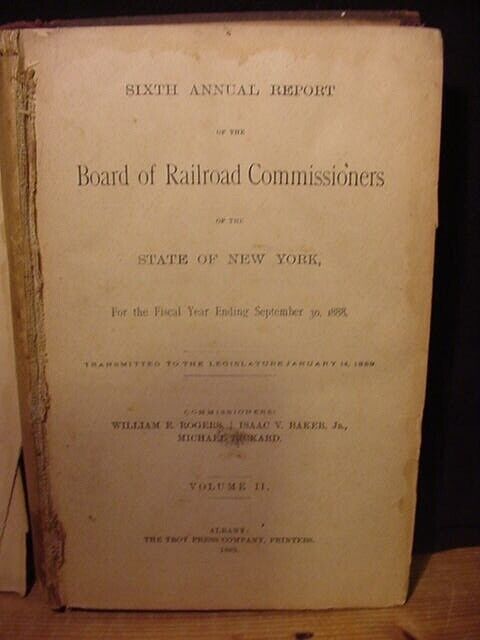 SIXTH ANNUAL REPORT
OF THE
Board of Railroad Commissioners
OF THE
STATE OF NEW YORK,
For the Fiscal Year Ending September 30, 1888.
TRANSMITTED TO THE LEGISLATURE JANUARY 14, 1889
COMMISSIONERS:
WILLIAM E. ROGERS, ISAAC V. BAKER, Jr.,
MICHAEL RICKARD.
VOLUME II.
ALBANY:
THE TROY PRESS COMPANY, PRINTERS.
1889.